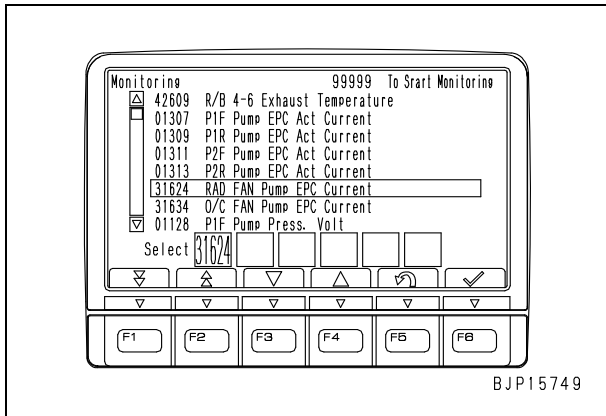 Monitoring 99999 To Srart Monitoring
42609 R/B 4-6 Exhaust Temperature
01307 P1F Pump EPC Act Current
01309 P1R Pump EPC Act Current
01311 P2F Pump EPC Act Current
01313 P2R Pump EPC Act Current
31624 RAD FAN Pump EPC Current
31634 O/C FAN Pump EPC Current
01128 P1F Pump Press. Volt
Select 31624
F1 F2 F3 F4 F5 F6
BJP15749